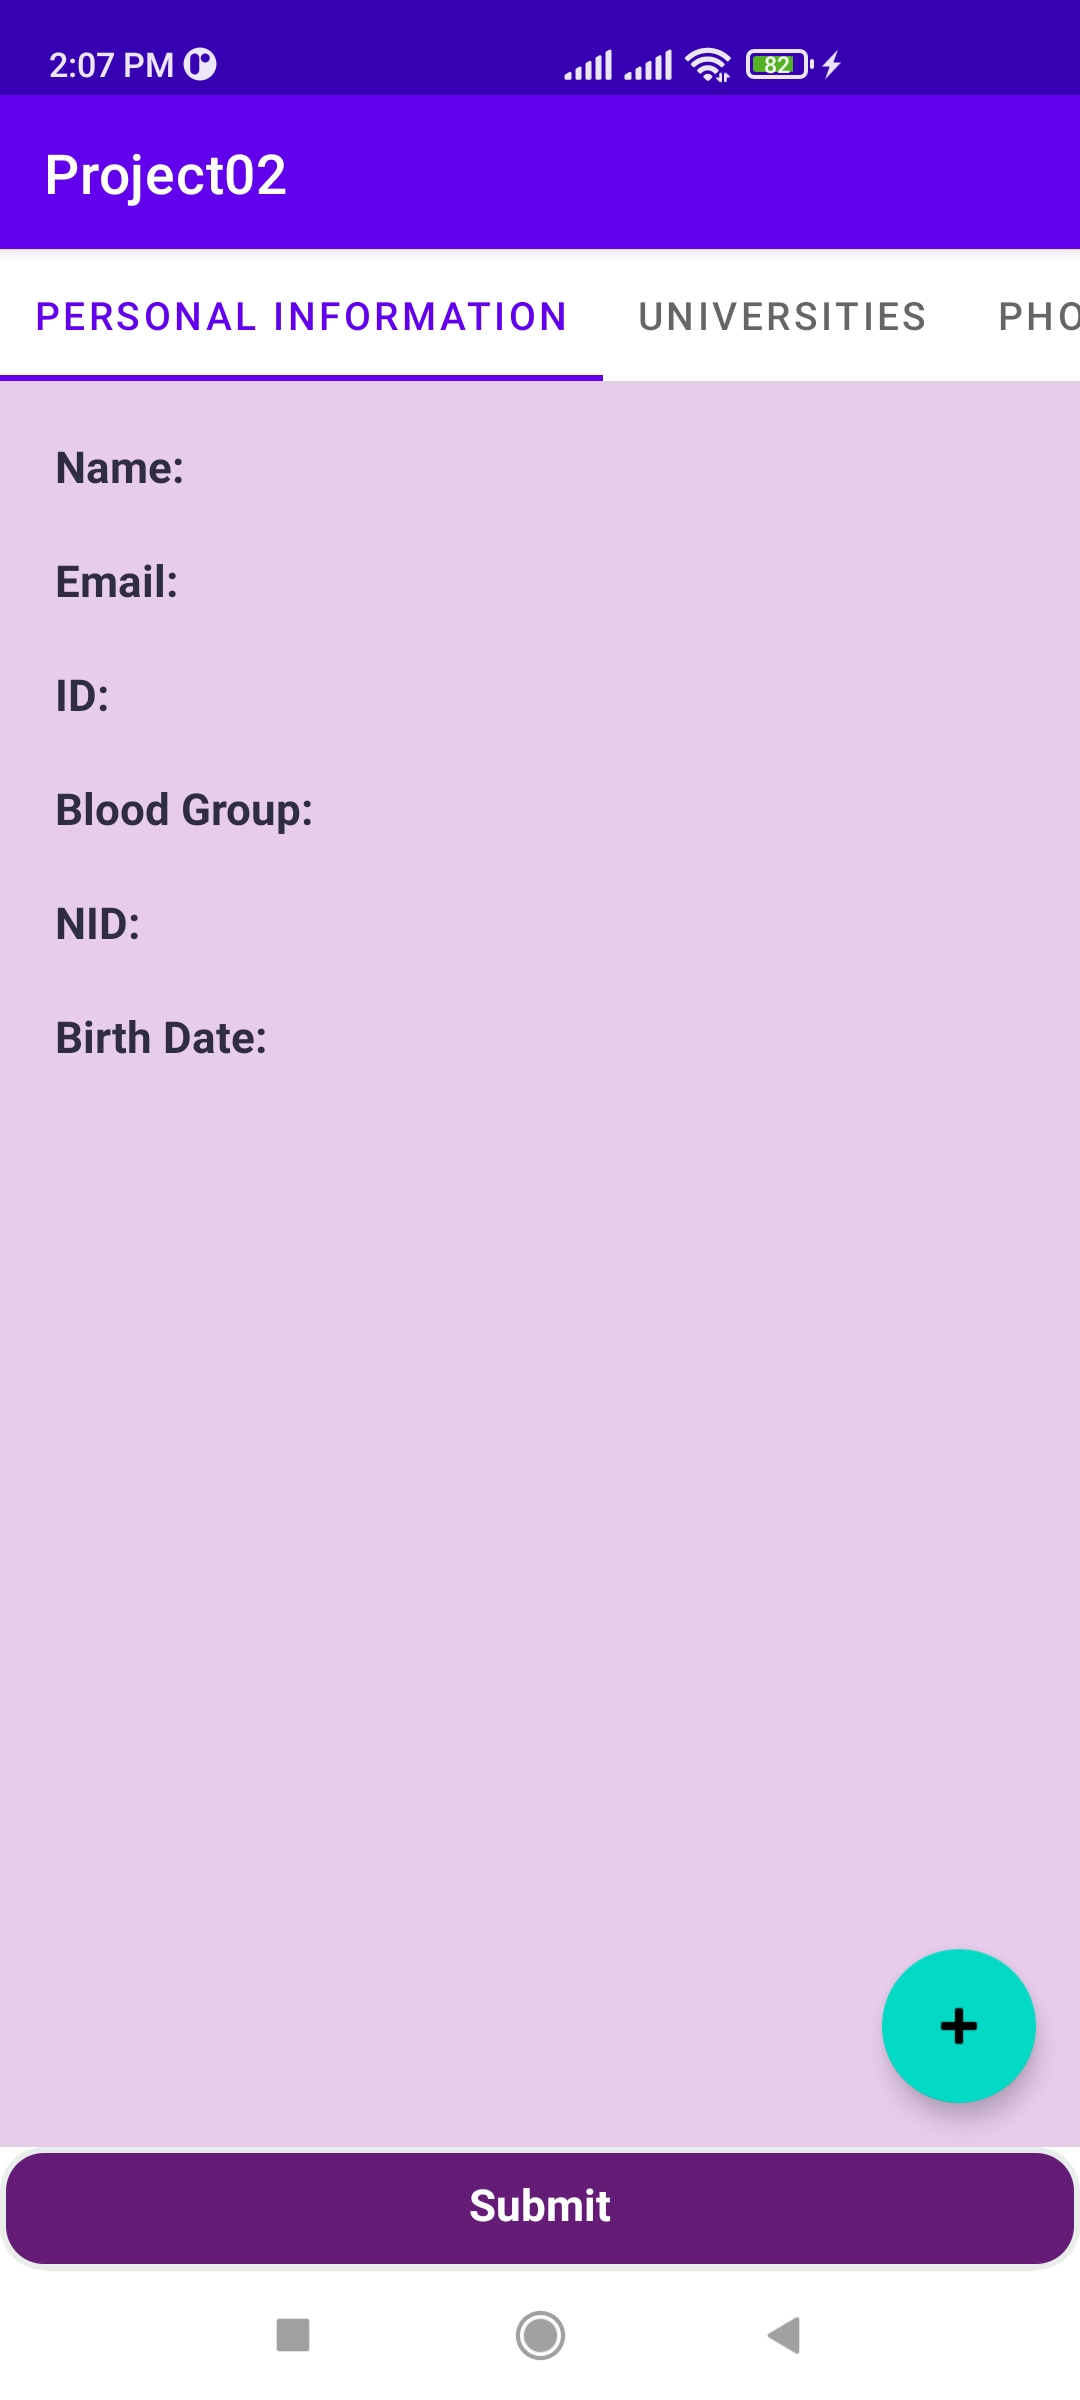 2:07 PM
82
Project02
PERSONAL INFORMATION UNIVERSITIES PHO
Name:
Email:
ID:
Blood Group:
NID:
Birth Date:
+
Submit